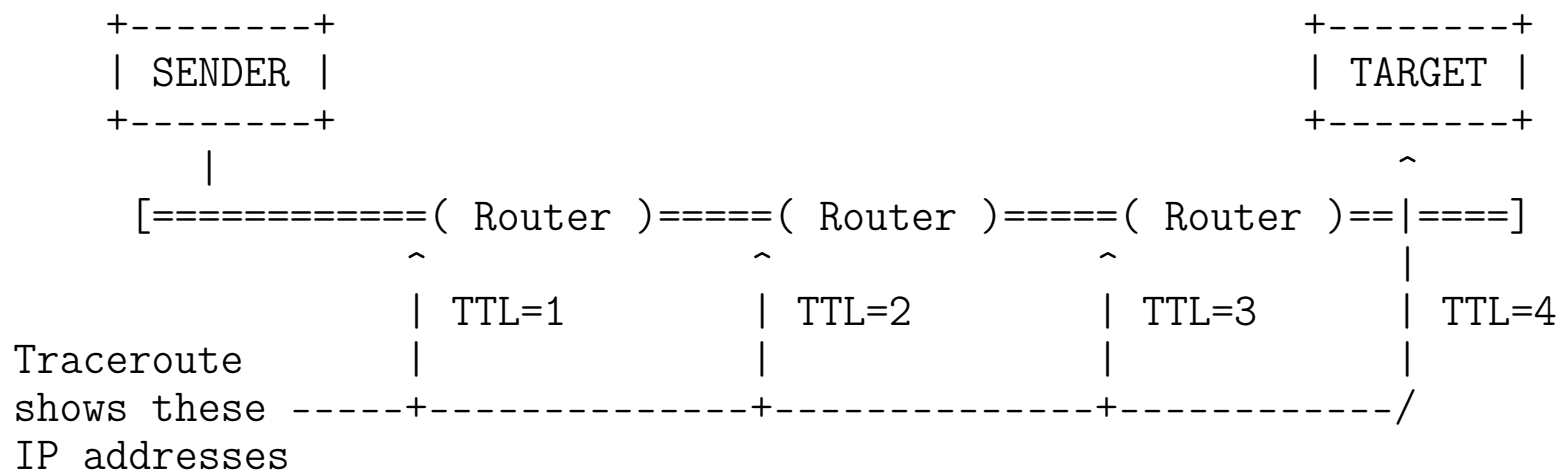 +--------+ +--------+
| SENDER | | TARGET |
+--------+ +--------+
| ^
[============( Router )=====( Router )=====( Router )==|====]
^ ^ ^ |
| TTL=1 | TTL=2 | TTL=3 | TTL=4
Traceroute | | | |
shows these -----+--------------+--------------+------------/
IP addresses